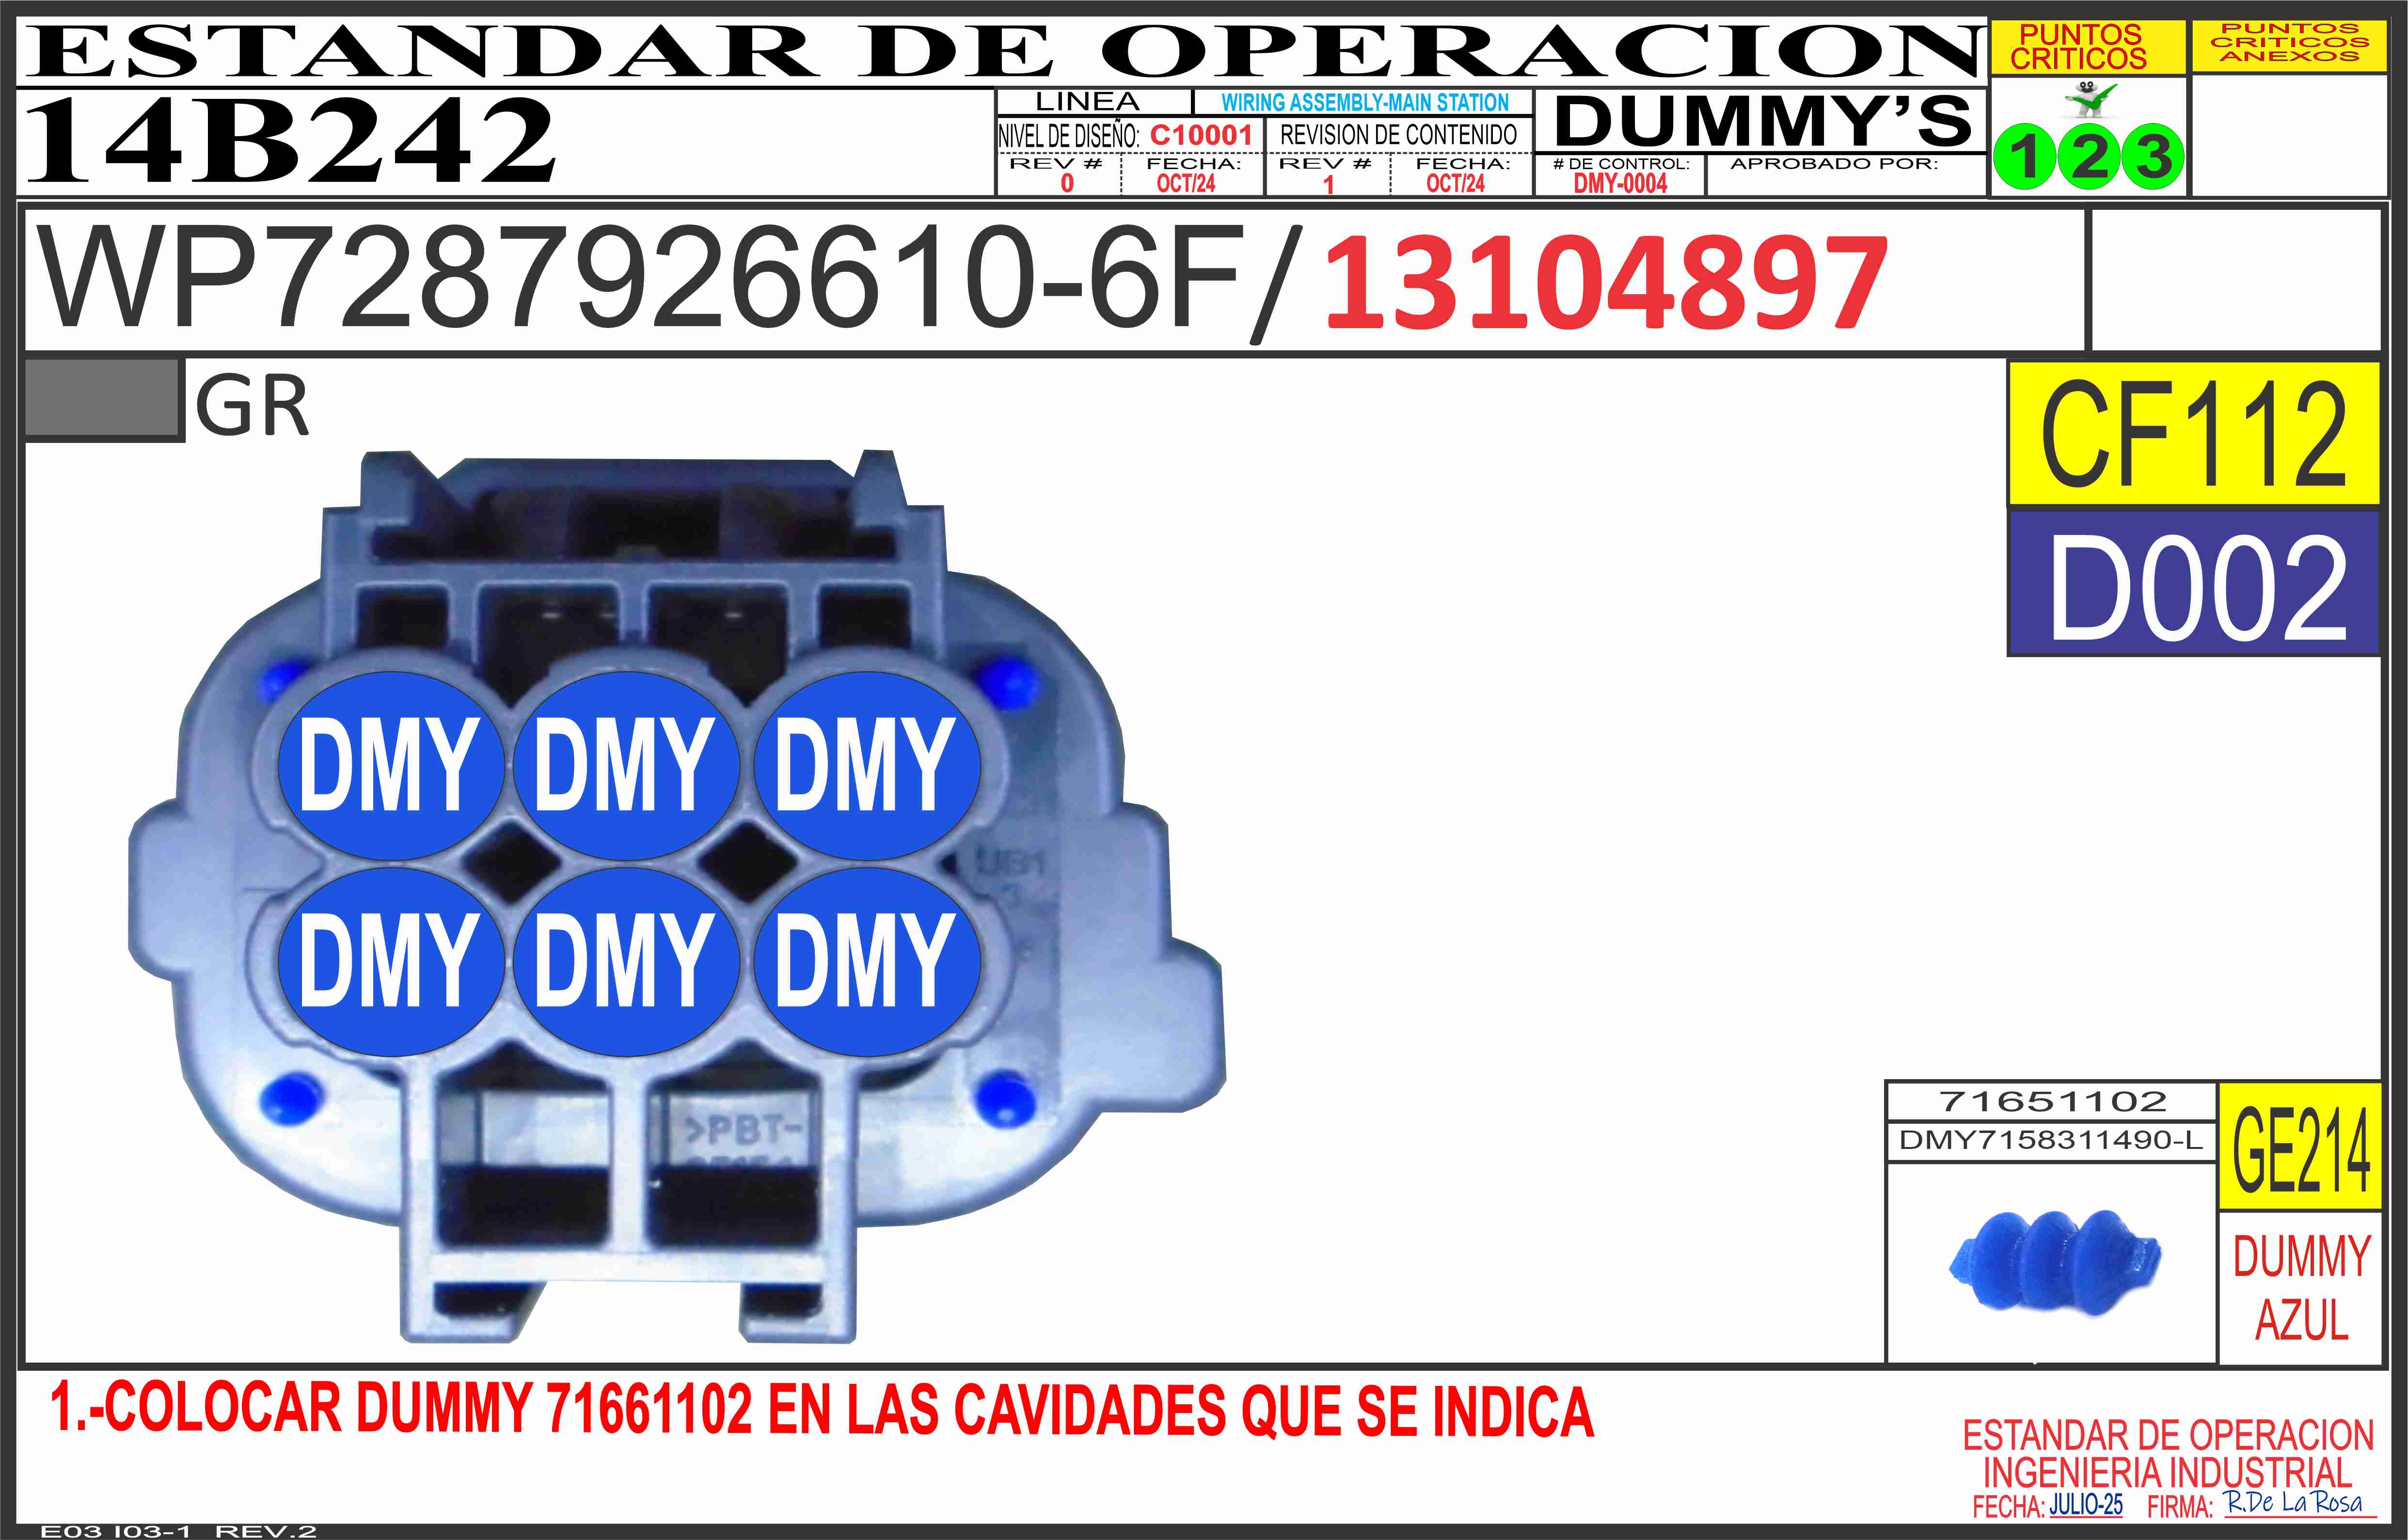 ESTANDAR DE OPERACION
PUNTOS
CRITICOS
PUNTOS
CRITICOS
ANEXOS
14B242
LINEA
WIRING ASSEMBLY-MAIN STATION
NIVEL DE DISEÑO: C10001
REVISION DE CONTENIDO
REV #
FECHA:
REV #
FECHA:
0
OCT/24
1
OCT/24
DUMMY’S
# DE CONTROL:
APROBADO POR:
DMY-0004
1 2 3
WP7287926610-6F/13104897
GR
CF112
D002
DMY DMY DMY
DMY DMY DMY
>PBT-
71651102
DMY7158311490-L
GE214
DUMMY
AZUL
1.-COLOCAR DUMMY 71661102 EN LAS CAVIDADES QUE SE INDICA
ESTANDAR DE OPERACION
INGENIERIA INDUSTRIAL
FECHA: JULIO-25 FIRMA: R.De La Rosa
E03 I03-1 REV.2